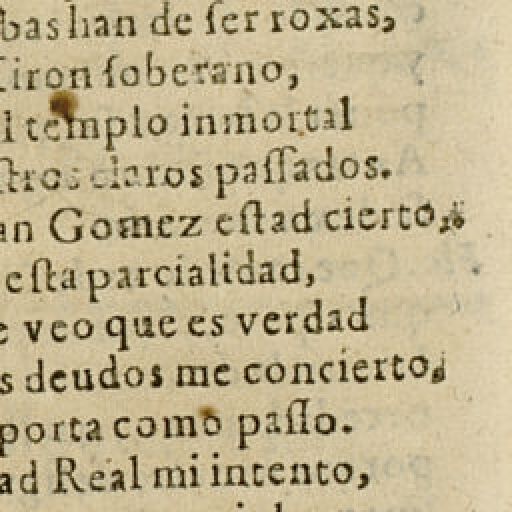 bas han de ſer roxas,
Giron ſoberano,
l templo inmortal
ſtros claros paſſados.
an Gomez eſtad cierto,
eſta parcialidad,
e veo que es verdad
s deudos me concierto,
porta como paſſo.
ad Real mi intento,